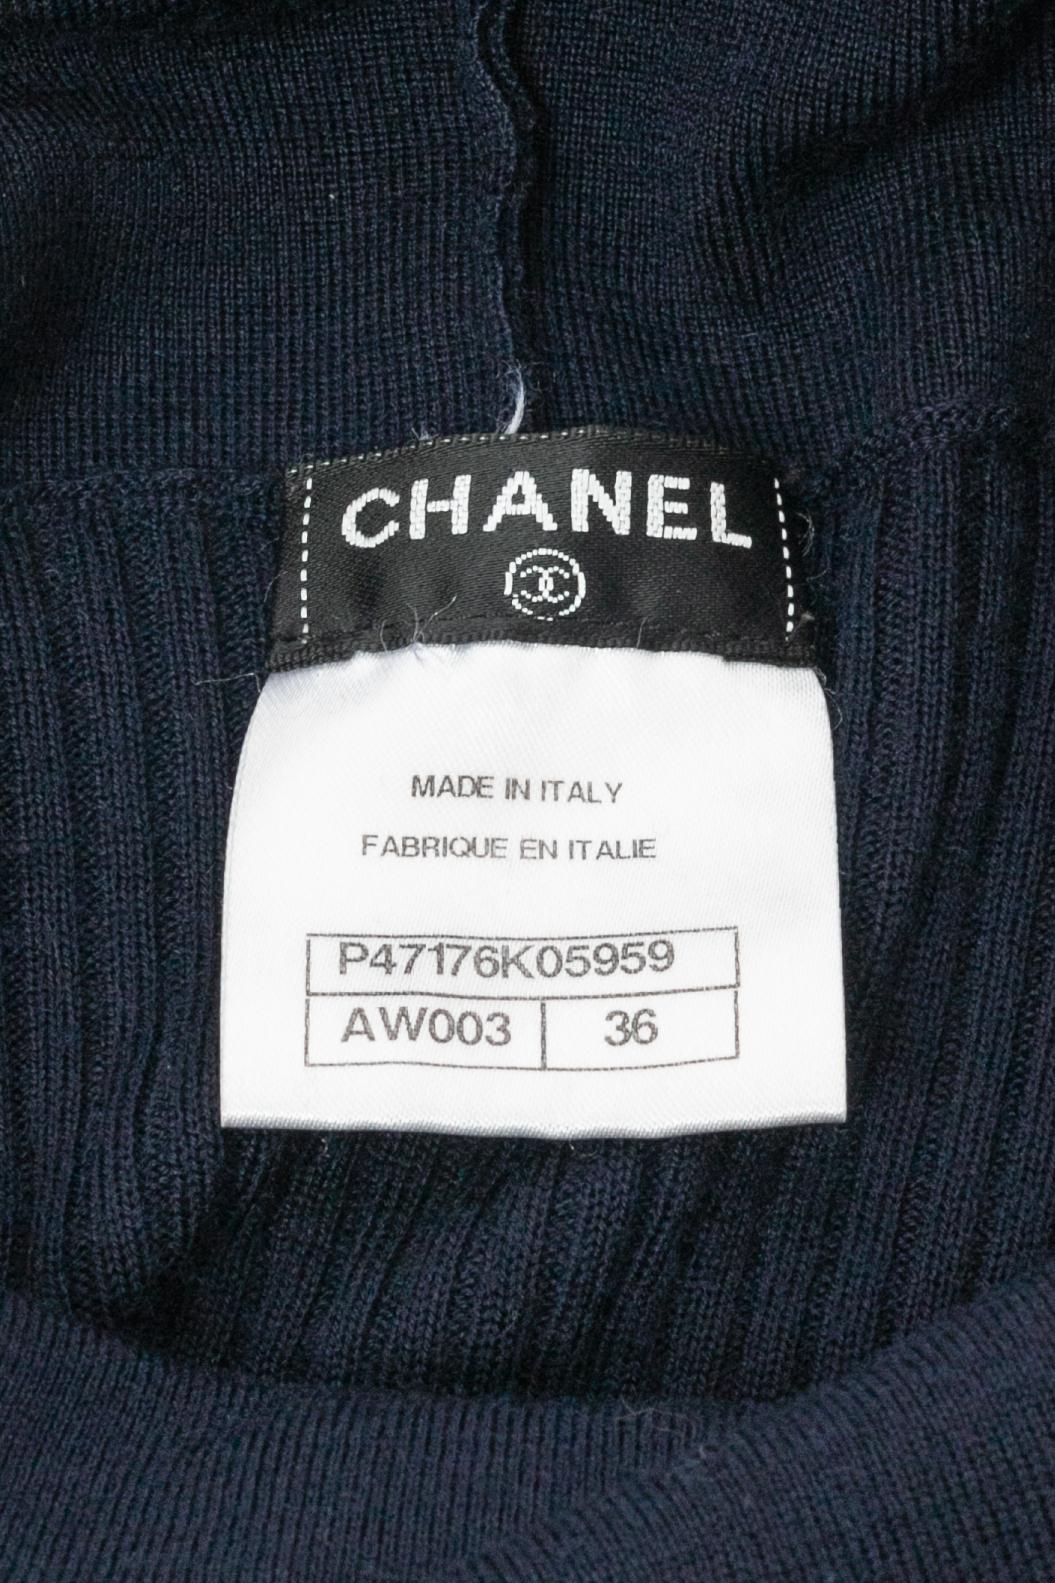 CHANEL
MADE IN ITALY
FABRIQUE EN ITALIE
P47176K05959
AW003 36